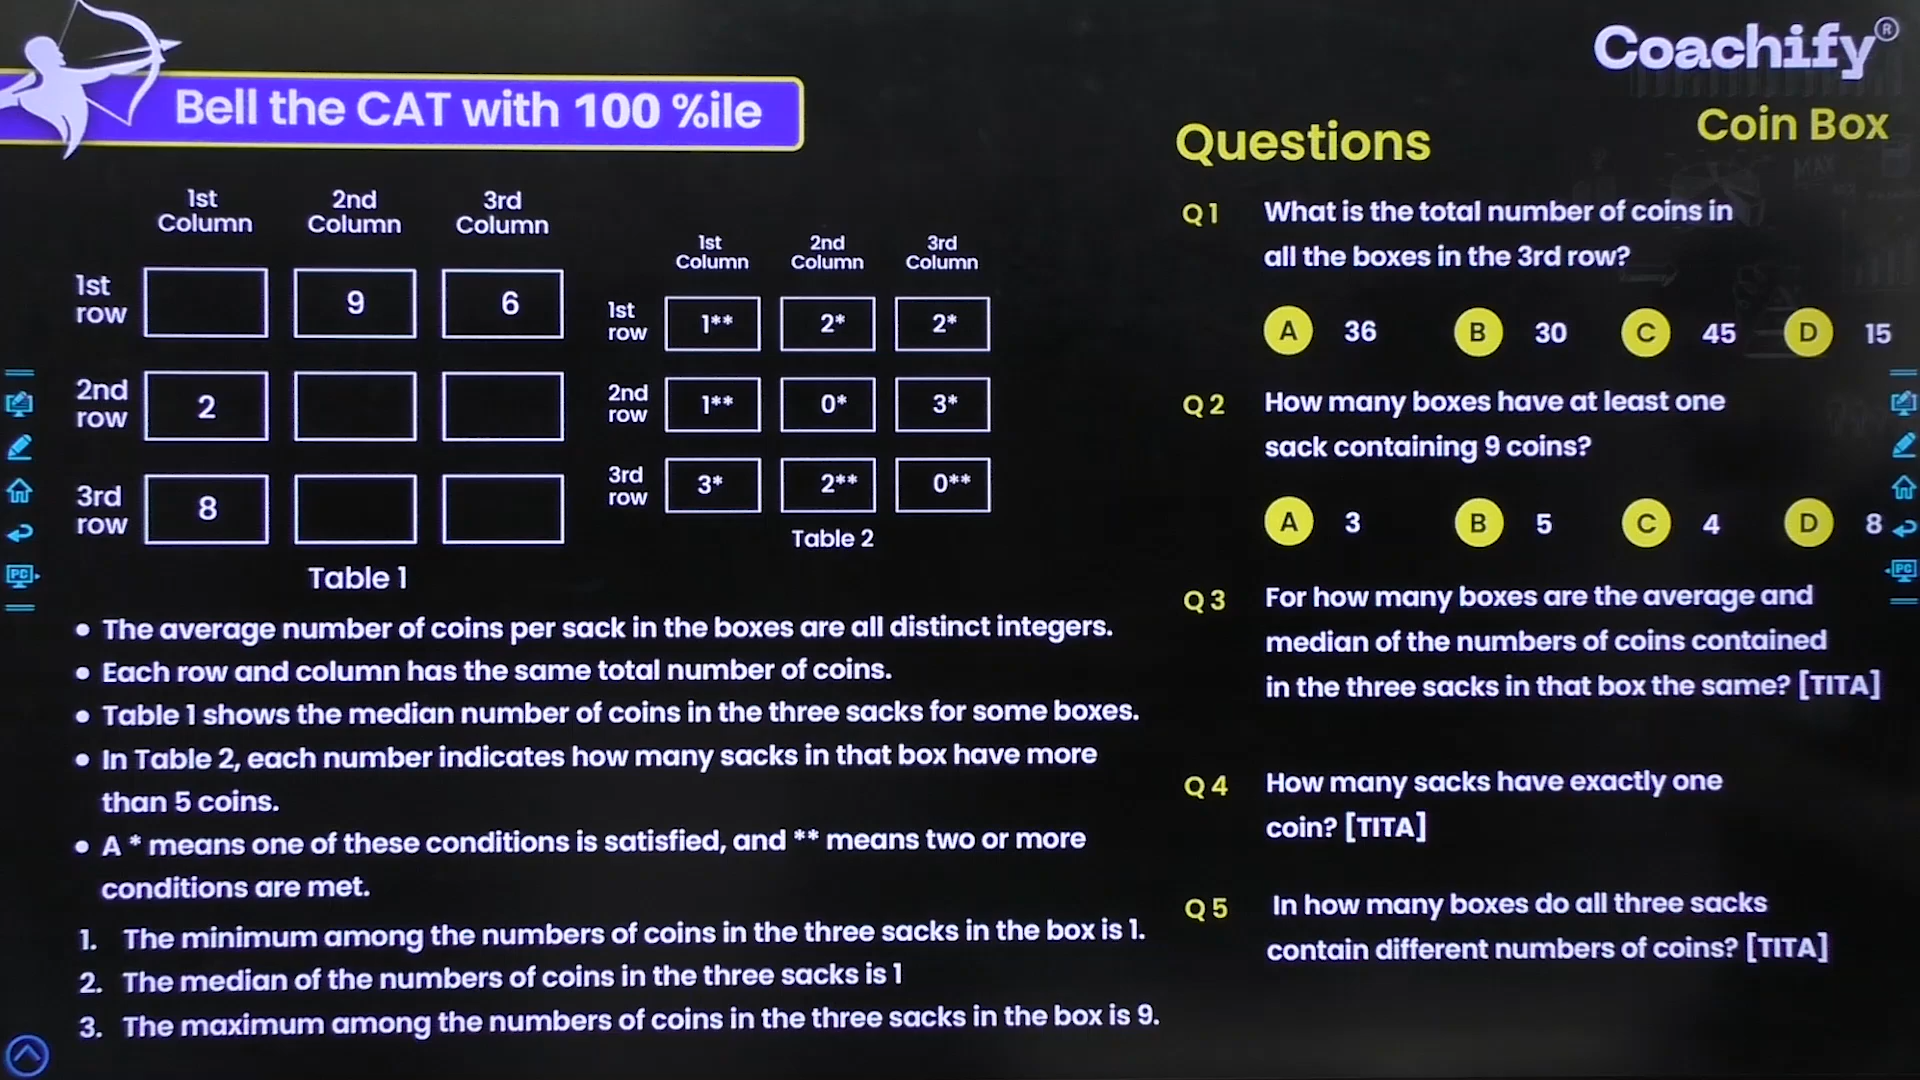 Coachify®
Bell the CAT with 100 %ile
Coin Box
1st Column
2nd Column
3rd Column
1st row
9
6
2nd row
2
3rd row
8
Table 1
1st Column
2nd Column
3rd Column
1st row
1**
2*
2*
2nd row
1**
0*
3*
3rd row
3*
2**
0**
Table 2
• The average number of coins per sack in the boxes are all distinct integers.
• Each row and column has the same total number of coins.
• Table 1 shows the median number of coins in the three sacks for some boxes.
• In Table 2, each number indicates how many sacks in that box have more
than 5 coins.
• A * means one of these conditions is satisfied, and ** means two or more
conditions are met.
1. The minimum among the numbers of coins in the three sacks in the box is 1.
2. The median of the numbers of coins in the three sacks is 1
3. The maximum among the numbers of coins in the three sacks in the box is 9.
Questions
Q1 What is the total number of coins in
all the boxes in the 3rd row?
A 36 B 30 C 45 D 15
Q2 How many boxes have at least one
sack containing 9 coins?
A 3 B 5 C 4 D 8
Q3 For how many boxes are the average and
median of the numbers of coins contained
in the three sacks in that box the same? [TITA]
Q4 How many sacks have exactly one
coin? [TITA]
Q5 In how many boxes do all three sacks
contain different numbers of coins? [TITA]
PC
PC